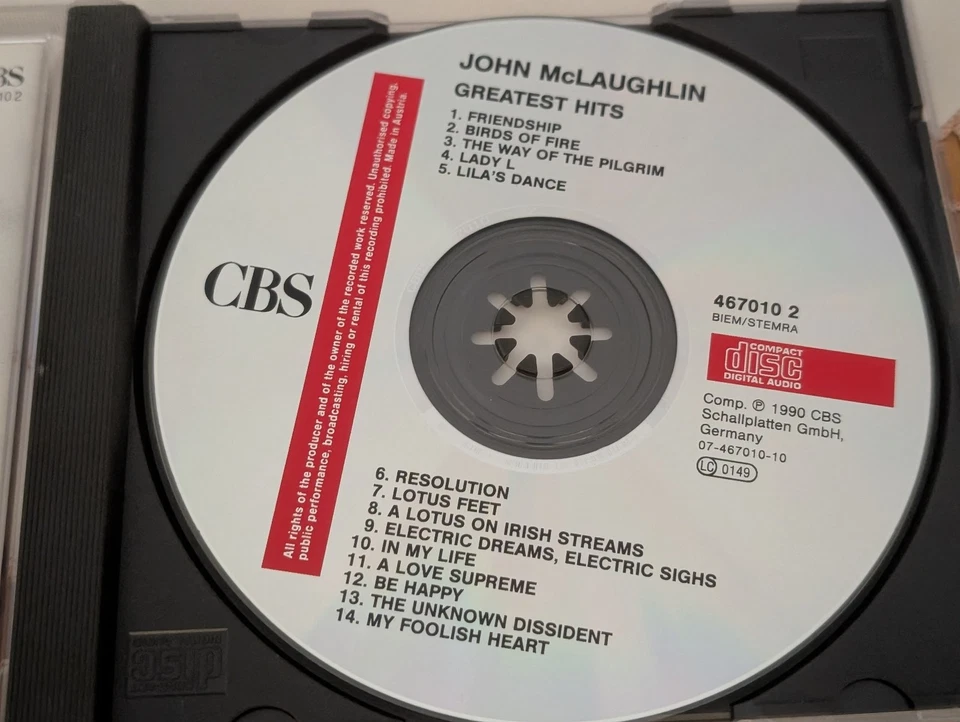 JOHN McLAUGHLIN
GREATEST HITS
1. FRIENDSHIP
2. BIRDS OF FIRE
3. THE WAY OF THE PILGRIM
4. LADY L
5. LILA'S DANCE
CBS
All rights of the producer and of the owner of the recorded work reserved. Unauthorised copying,
public performance, broadcasting, hiring or rental of this recording prohibited. Made in Austria.
467010 2
BIEM/STEMRA
COMPACT
disc
DIGITAL AUDIO
Comp. ℗ 1990 CBS
Schallplatten GmbH,
Germany
07-467010-10
LC 0149
6. RESOLUTION
7. LOTUS FEET
8. A LOTUS ON IRISH STREAMS
9. ELECTRIC DREAMS, ELECTRIC SIGHS
10. IN MY LIFE
11. A LOVE SUPREME
12. BE HAPPY
13. THE UNKNOWN DISSIDENT
14. MY FOOLISH HEART
disc